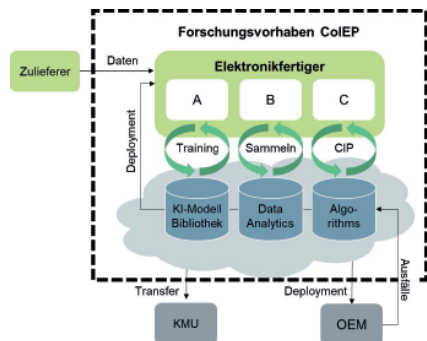 Forschungsvorhaben ColEP
Elektronikfertiger
Zulieferer
Daten
A
B
C
Deployment
Training
Sammeln
CIP
KI-Modell
Bibliothek
Data
Analytics
Algo-
rithms
Transfer
Deployment
Ausfälle
KMU
OEM